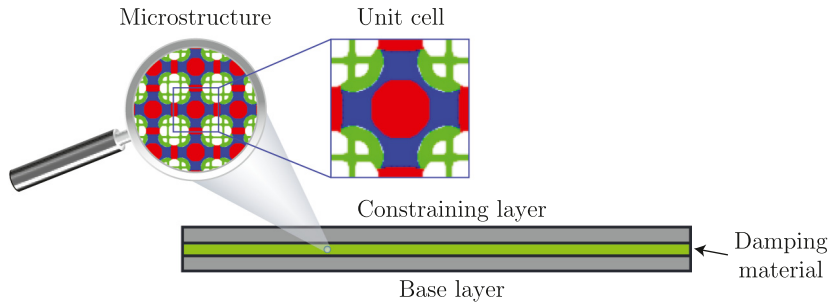 Microstructure
Unit cell
Constraining layer
Damping
material
Base layer